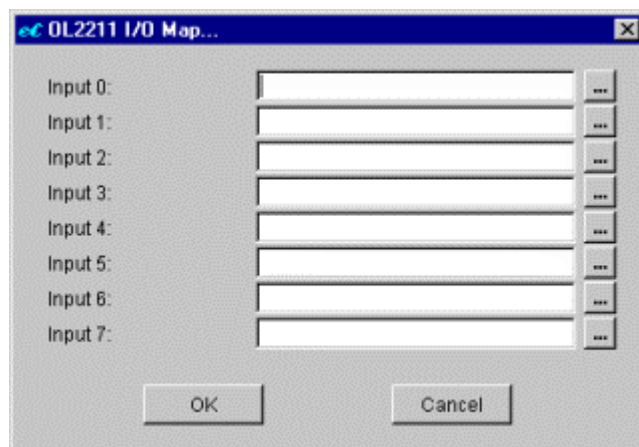 eC OL2211 I/O Map...
Input 0: ...
Input 1: ...
Input 2: ...
Input 3: ...
Input 4: ...
Input 5: ...
Input 6: ...
Input 7: ...
OK Cancel